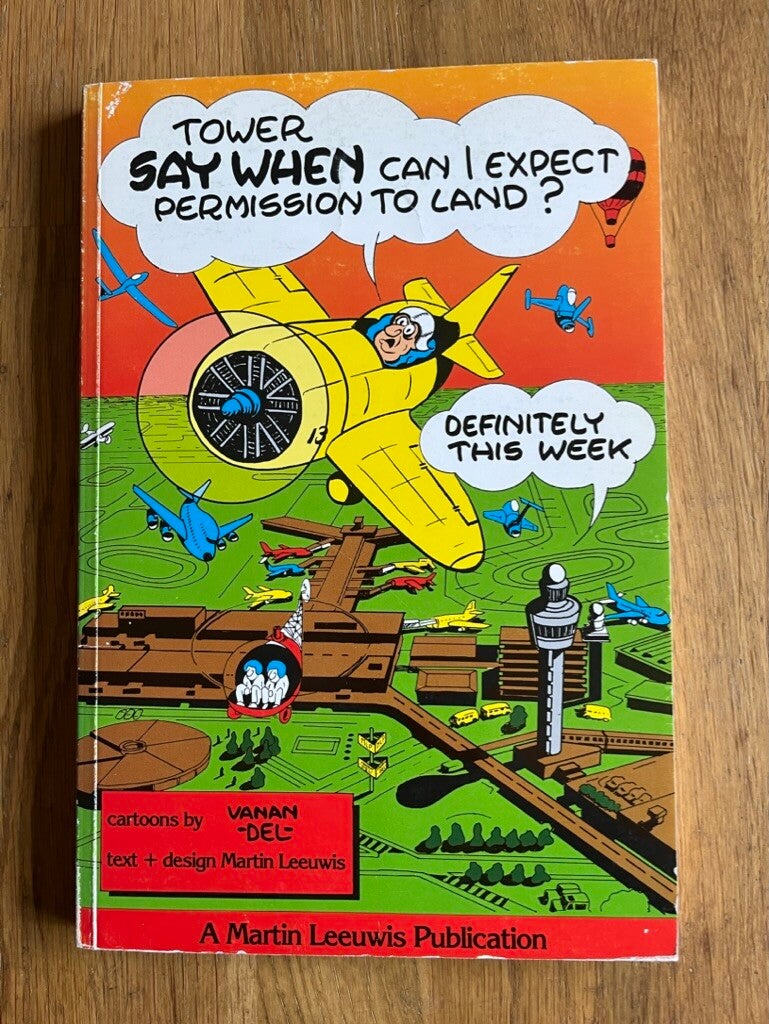 TOWER
SAY WHEN CAN I EXPECT
PERMISSION TO LAND?
13
DEFINITELY
THIS WEEK
cartoons by VANAN
-DEL-
text + design Martin Leeuwis
A Martin Leeuwis Publication